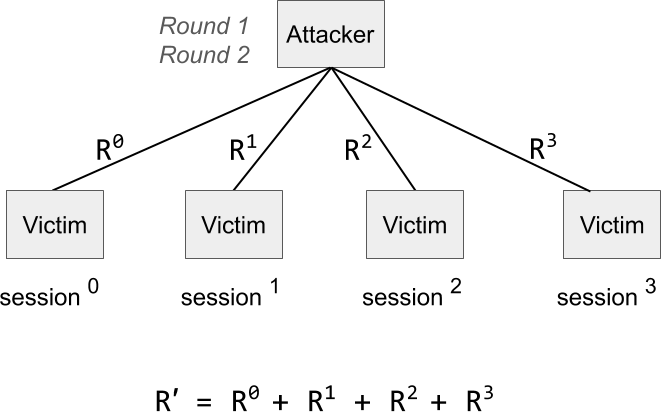 Round 1
Round 2
Attacker
R⁰ R¹ R² R³
Victim Victim Victim Victim
session ⁰ session ¹ session ² session ³
R′ = R⁰ + R¹ + R² + R³